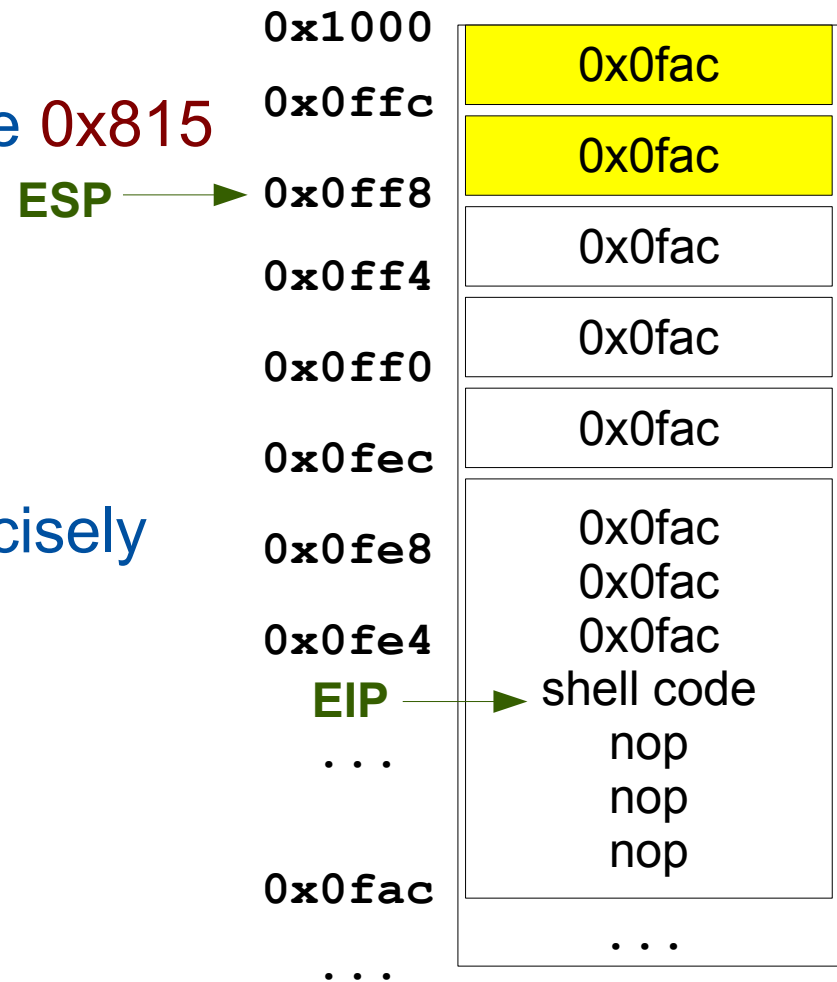 0x1000
0x0fac
e 0x815
0x0ffc
0x0fac
ESP
0x0ff8
0x0fac
0x0ff4
0x0fac
0x0ff0
0x0fac
0x0fec
cisely
0x0fe8
0x0fac
0x0fac
0x0fe4
0x0fac
EIP
shell code
...
nop
nop
nop
0x0fac
...
...